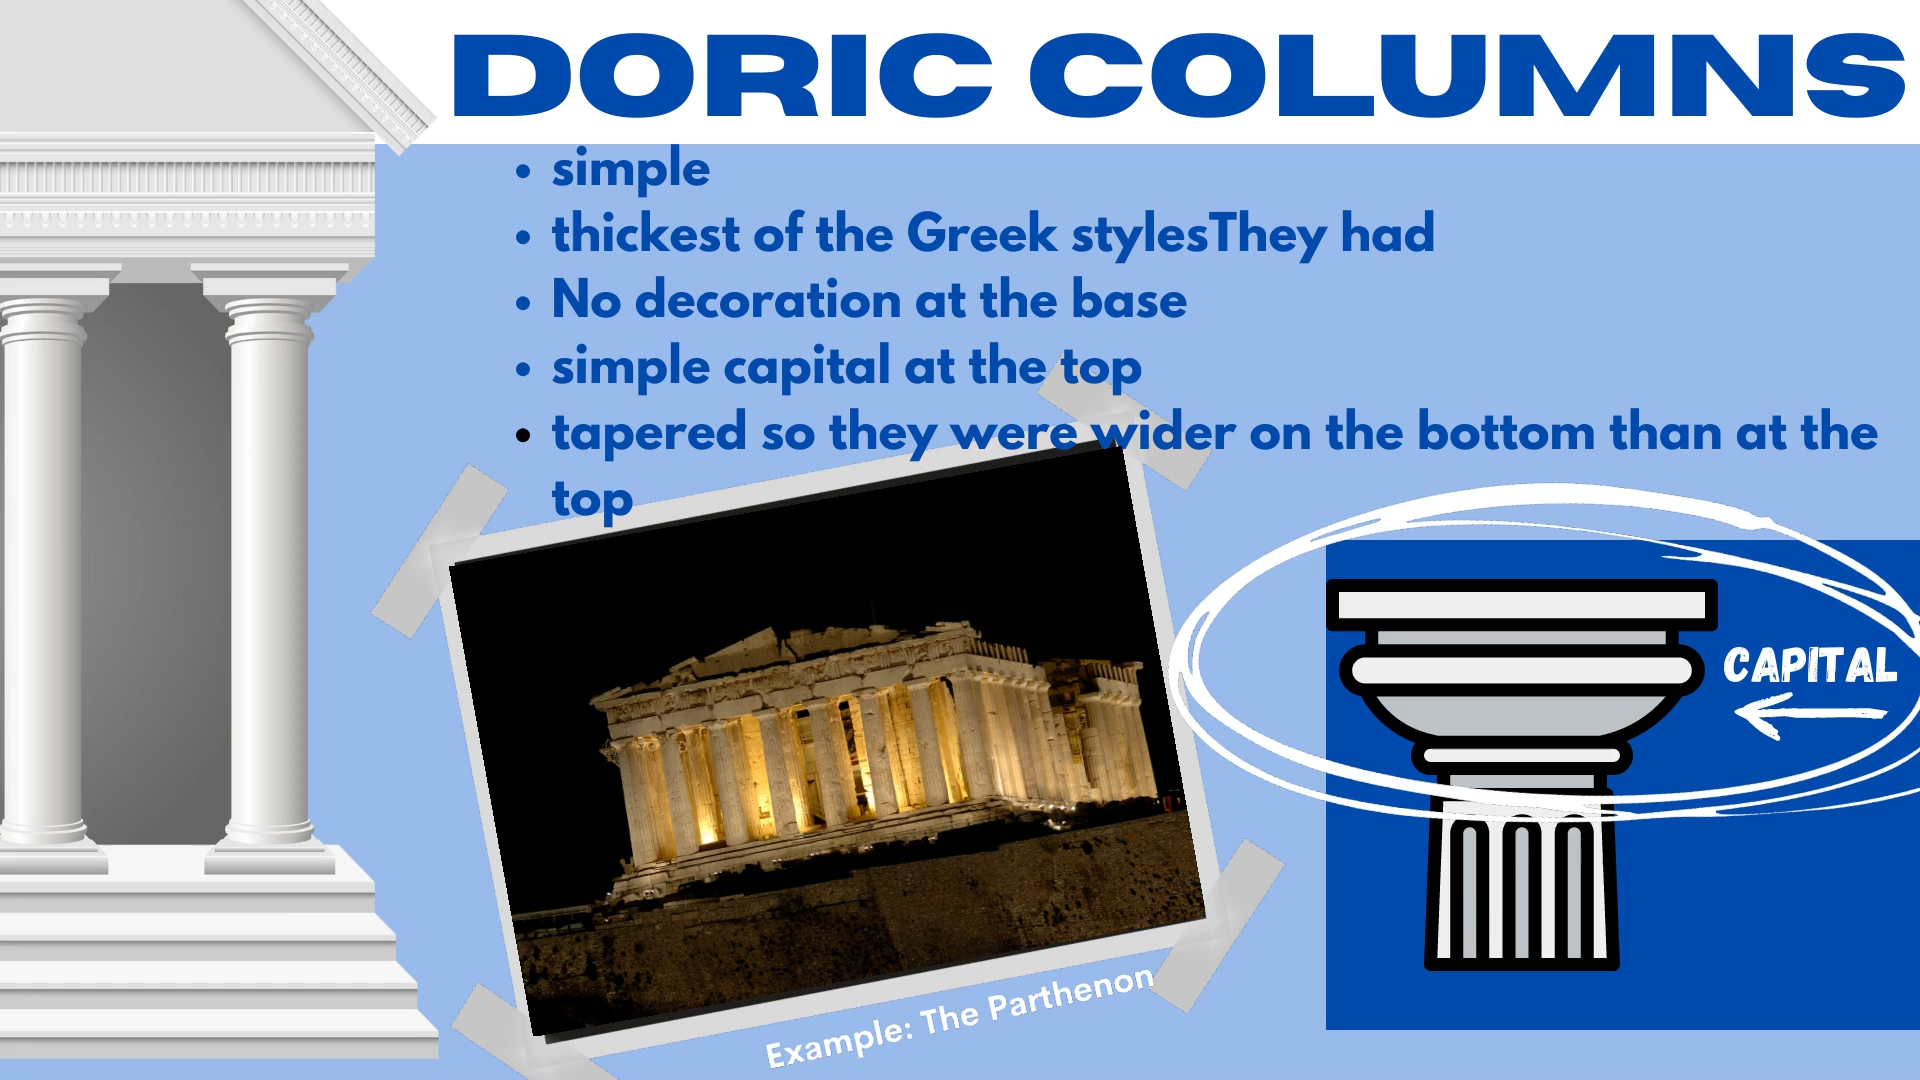 DORIC COLUMNS
• simple
• thickest of the Greek stylesThey had
• No decoration at the base
• simple capital at the top
• tapered so they were wider on the bottom than at the
top
CAPITAL
Example: The Parthenon